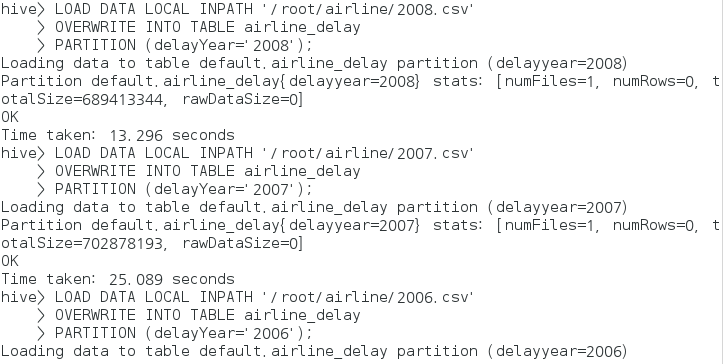 hive> LOAD DATA LOCAL INPATH '/root/airline/2008.csv'
    > OVERWRITE INTO TABLE airline_delay
    > PARTITION (delayYear='2008');
Loading data to table default.airline_delay partition (delayyear=2008)
Partition default.airline_delay{delayyear=2008} stats: [numFiles=1, numRows=0, t
otalSize=689413344, rawDataSize=0]
OK
Time taken: 13.296 seconds
hive> LOAD DATA LOCAL INPATH '/root/airline/2007.csv'
    > OVERWRITE INTO TABLE airline_delay
    > PARTITION (delayYear='2007');
Loading data to table default.airline_delay partition (delayyear=2007)
Partition default.airline_delay{delayyear=2007} stats: [numFiles=1, numRows=0, t
otalSize=702878193, rawDataSize=0]
OK
Time taken: 25.089 seconds
hive> LOAD DATA LOCAL INPATH '/root/airline/2006.csv'
    > OVERWRITE INTO TABLE airline_delay
    > PARTITION (delayYear='2006');
Loading data to table default.airline_delay partition (delayyear=2006)